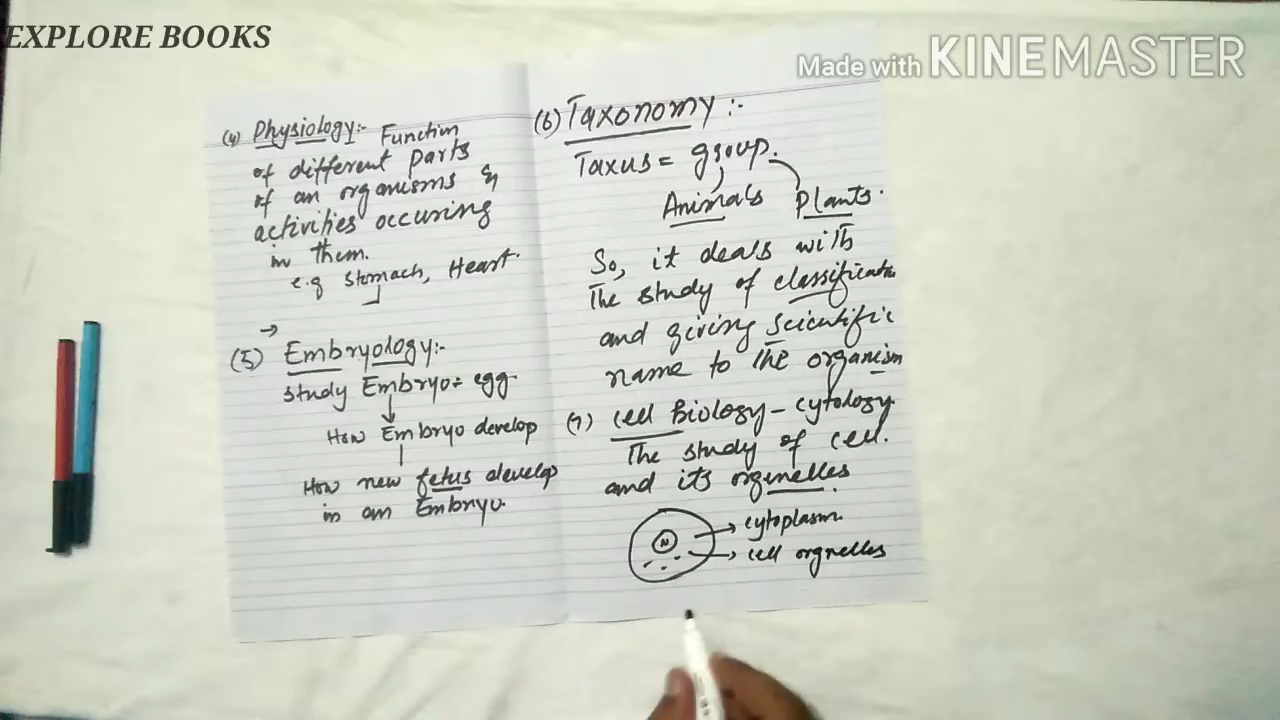 EXPLORE BOOKS
Made with KINEMASTER
(4) Physiology:- Function
of different parts
of an organisms &
activities occuring
in them.
e.g stomach, Heart.
→
(5) Embryology:-
study Embryo = egg.
How Embryo develop
How new fetus develop
in an Embryo.
(6) Taxonomy :-
Taxus = group.
Animals Plants.
So, it deals with
The study of classification
and giving scientific
name to the organism
(7) cell Biology - cytology.
The study of cell.
and its orgenelles.
N
→ cytoplasm.
→ cell orgnelles